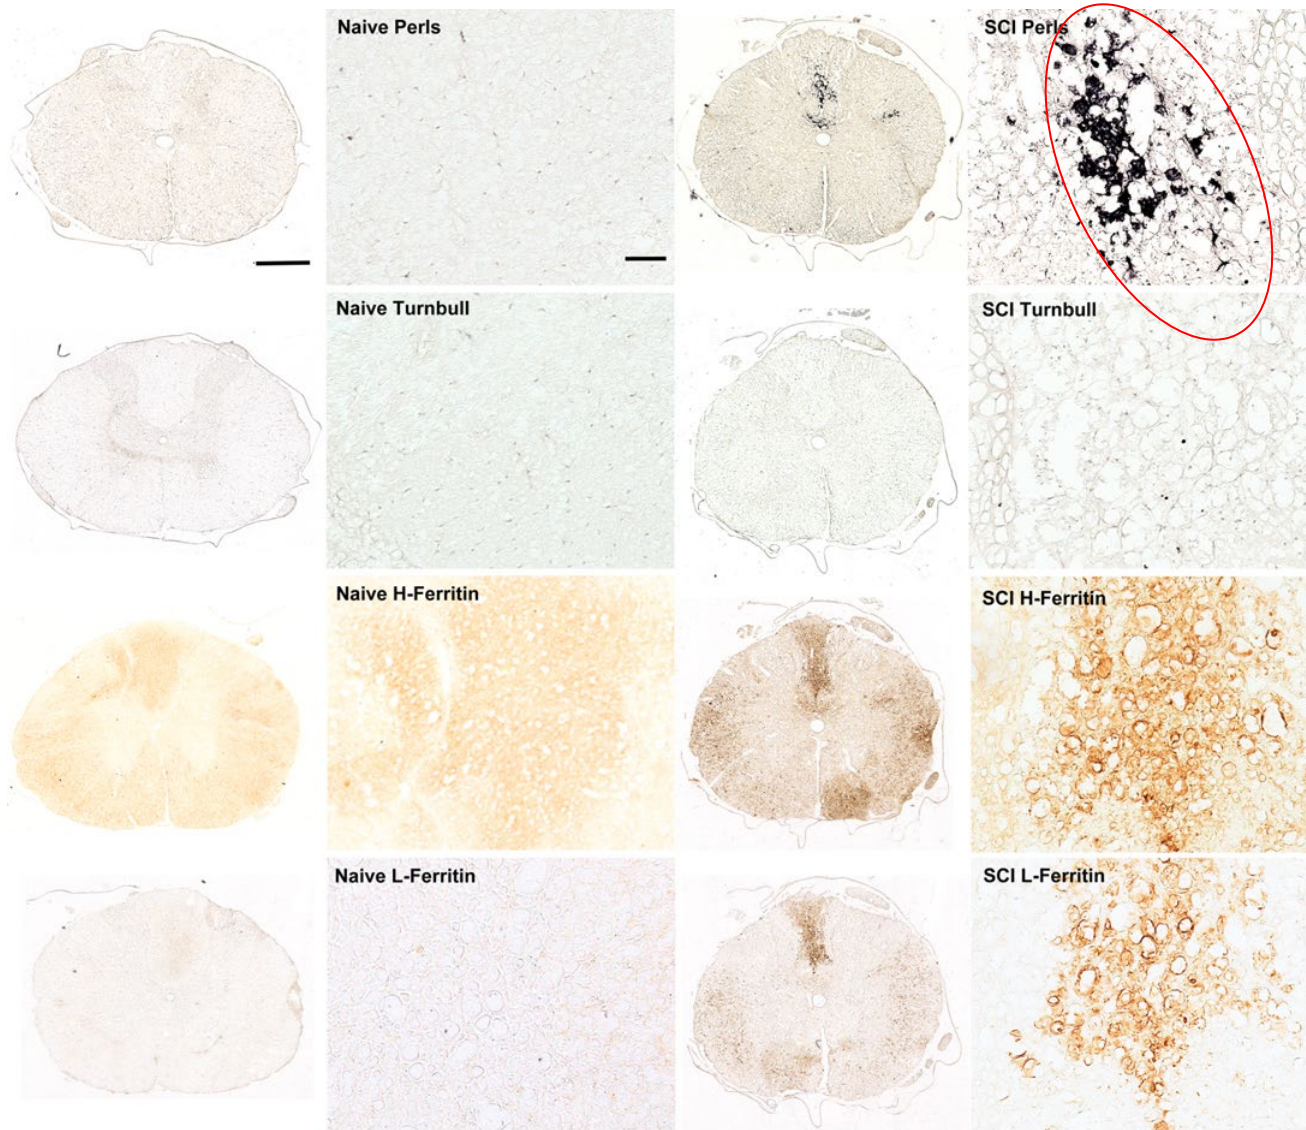 Naive Perls
SCI Perls
Naive Turnbull
SCI Turnbull
Naive H-Ferritin
SCI H-Ferritin
Naive L-Ferritin
SCI L-Ferritin